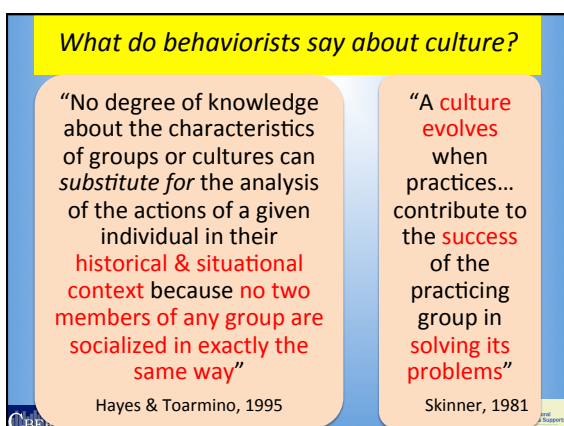 What do behaviorists say about culture?
“No degree of knowledge
about the characteristics
of groups or cultures can
substitute for the analysis
of the actions of a given
individual in their
historical & situational
context because no two
members of any group are
socialized in exactly the
same way”
Hayes & Toarmino, 1995
“A culture
evolves
when
practices…
contribute to
the success
of the
practicing
group in
solving its
problems”
Skinner, 1981